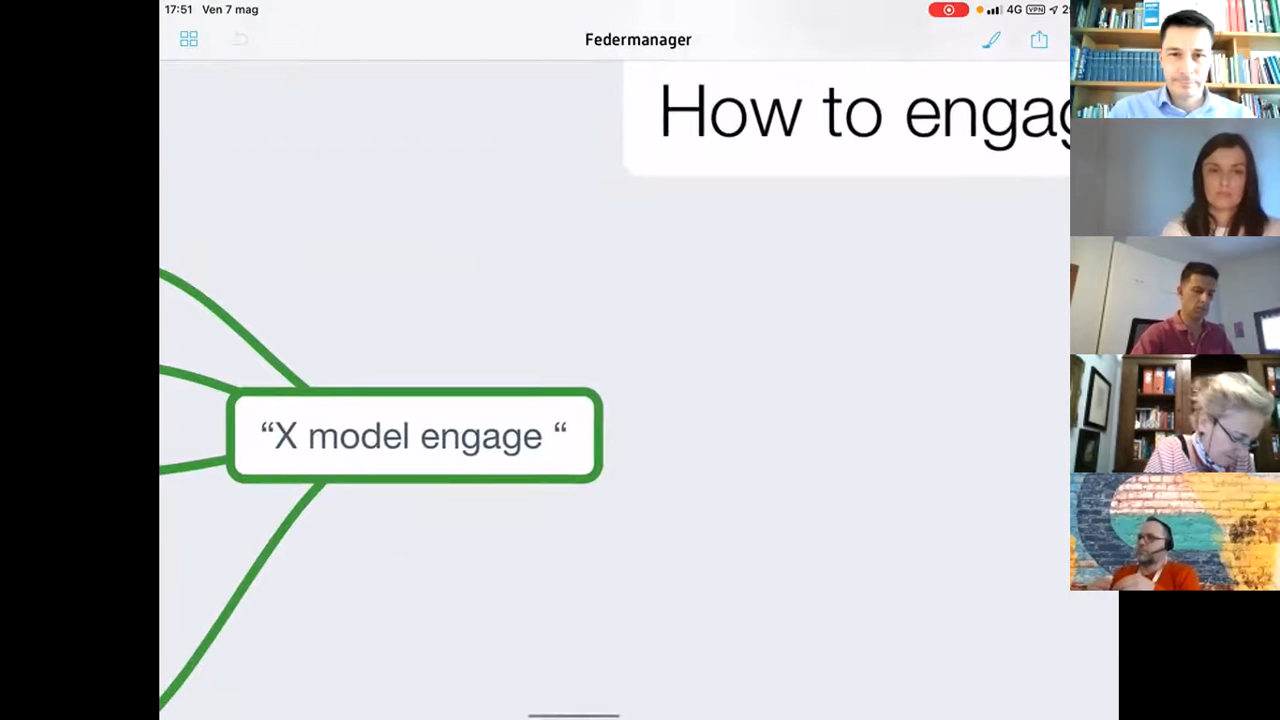 17:51 Ven 7 mag
4G VPN
Federmanager
How to engag
“X model engage “